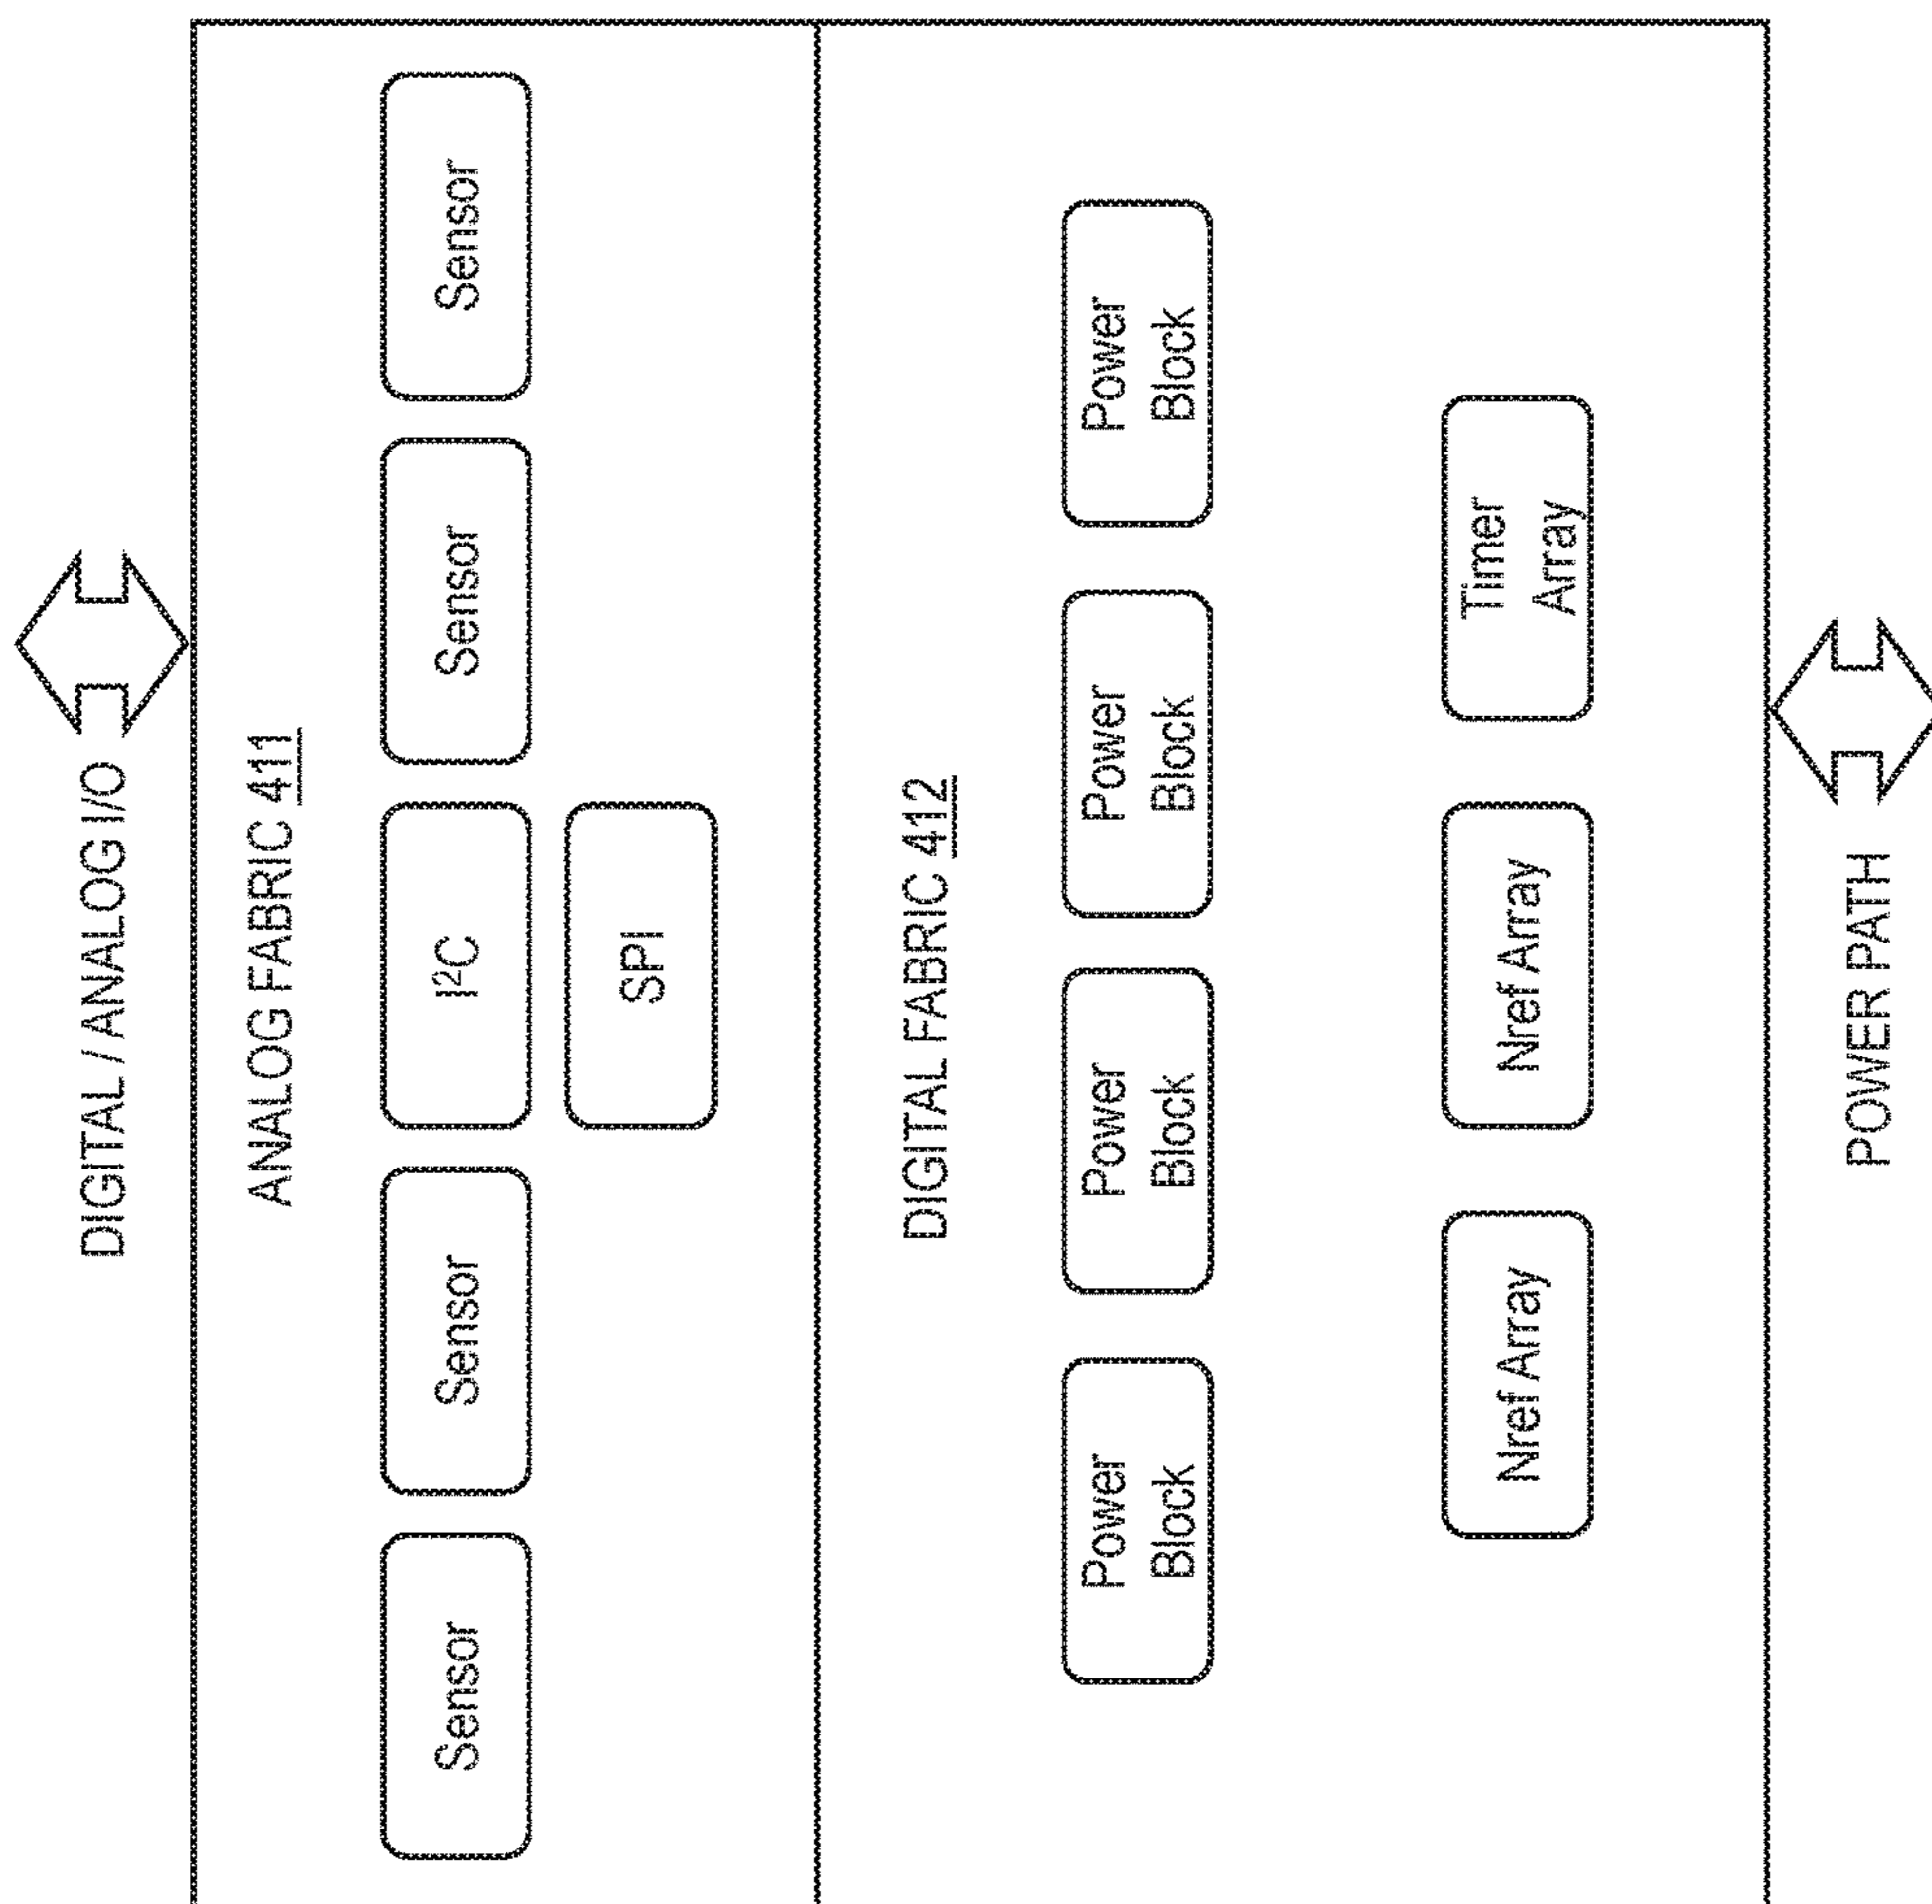 DIGITAL / ANALOG I/O
ANALOG FABRIC 411
Sensor
Sensor
I²C
Sensor
Sensor
SPI
DIGITAL FABRIC 412
Power
Block
Power
Block
Power
Block
Power
Block
Nref Array
Nref Array
Timer
Array
POWER PATH